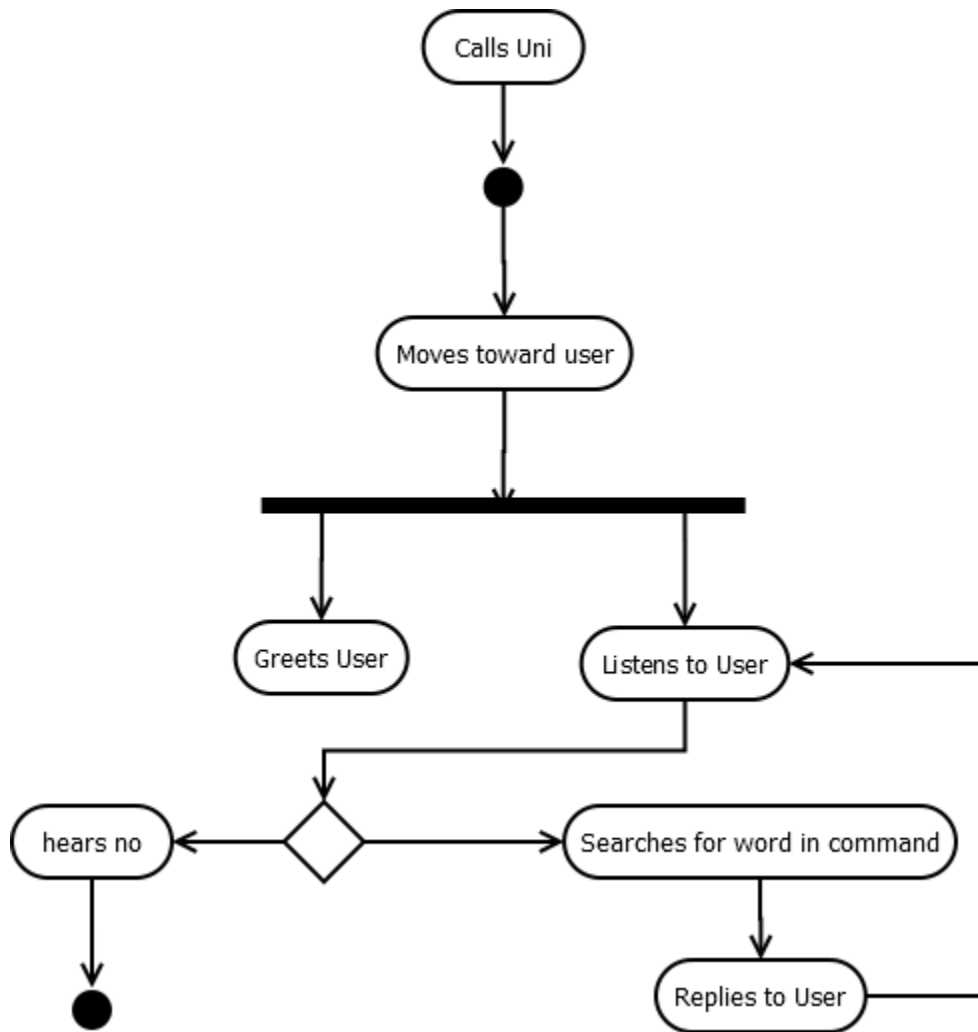 Calls Uni
Moves toward user
Greets User
Listens to User
hears no
Searches for word in command
Replies to User